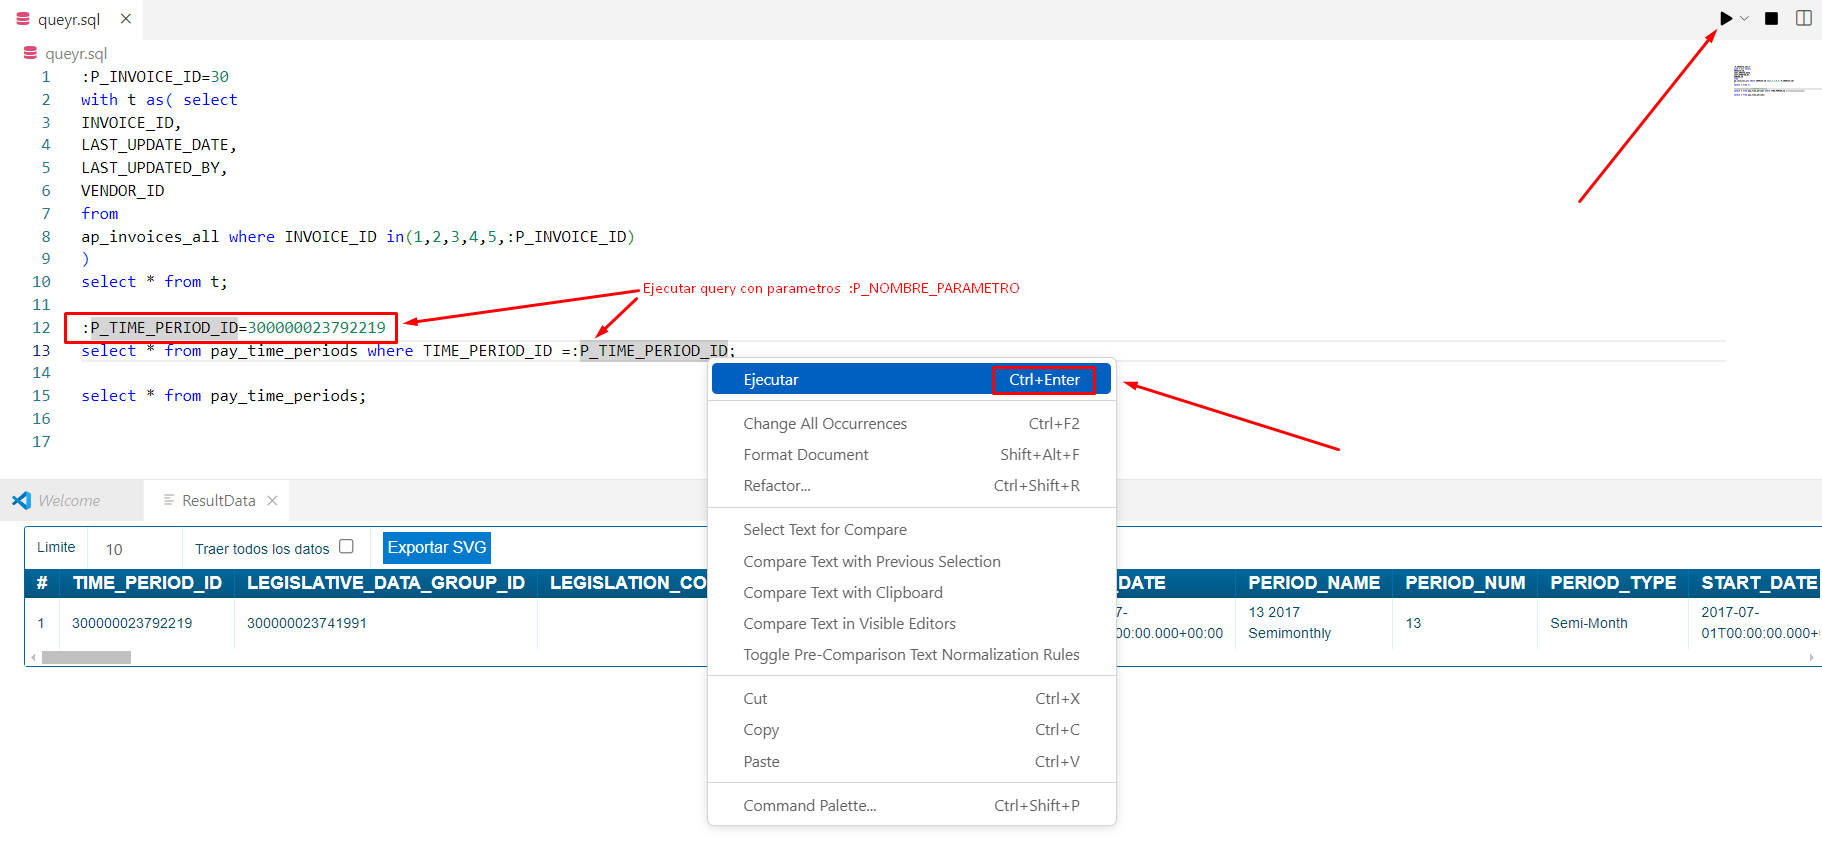 queyr.sql
queyr.sql
1 :P_INVOICE_ID=30
2 with t as( select
3 INVOICE_ID,
4 LAST_UPDATE_DATE,
5 LAST_UPDATED_BY,
6 VENDOR_ID
7 from
8 ap_invoices_all where INVOICE_ID in(1,2,3,4,5,:P_INVOICE_ID)
9 )
10 select * from t;
11
Ejecutar query con parametros :P_NOMBRE_PARAMETRO
12 :P_TIME_PERIOD_ID=300000023792219
13 select * from pay_time_periods where TIME_PERIOD_ID =:P_TIME_PERIOD_ID;
14
15 select * from pay_time_periods;
16
17
Ejecutar Ctrl+Enter
Change All Occurrences Ctrl+F2
Format Document Shift+Alt+F
Refactor... Ctrl+Shift+R
Select Text for Compare
Compare Text with Previous Selection
Compare Text with Clipboard
Compare Text in Visible Editors
Toggle Pre-Comparison Text Normalization Rules
Cut Ctrl+X
Copy Ctrl+C
Paste Ctrl+V
Command Palette... Ctrl+Shift+P
Welcome ResultData
Limite 10 Traer todos los datos Exportar SVG
# TIME_PERIOD_ID LEGISLATIVE_DATA_GROUP_ID LEGISLATION_CO _DATE PERIOD_NAME PERIOD_NUM PERIOD_TYPE START_DATE
1 300000023792219 300000023741991 7-00:00:00.000+00:00 13 2017 Semimonthly 13 Semi-Month 2017-07-01T00:00:00.000+